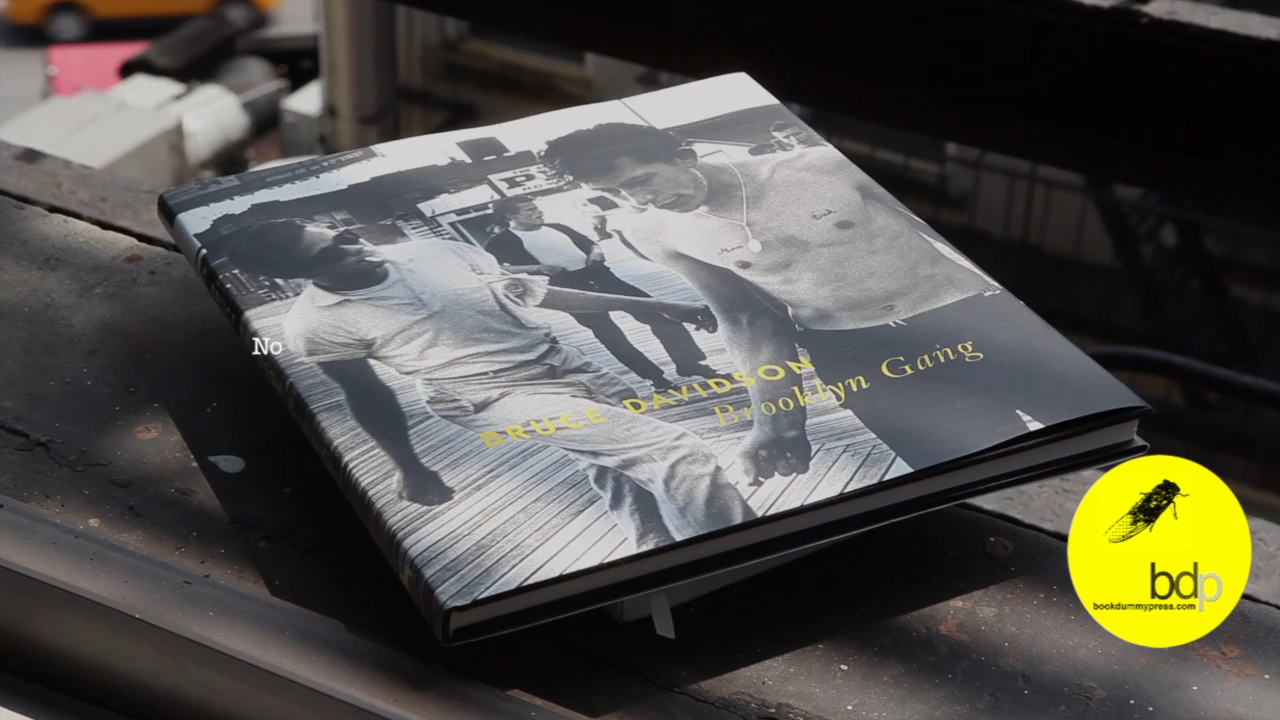 No
BRUCE DAVIDSON
Brooklyn Gang
bdp
bookdummypress.com